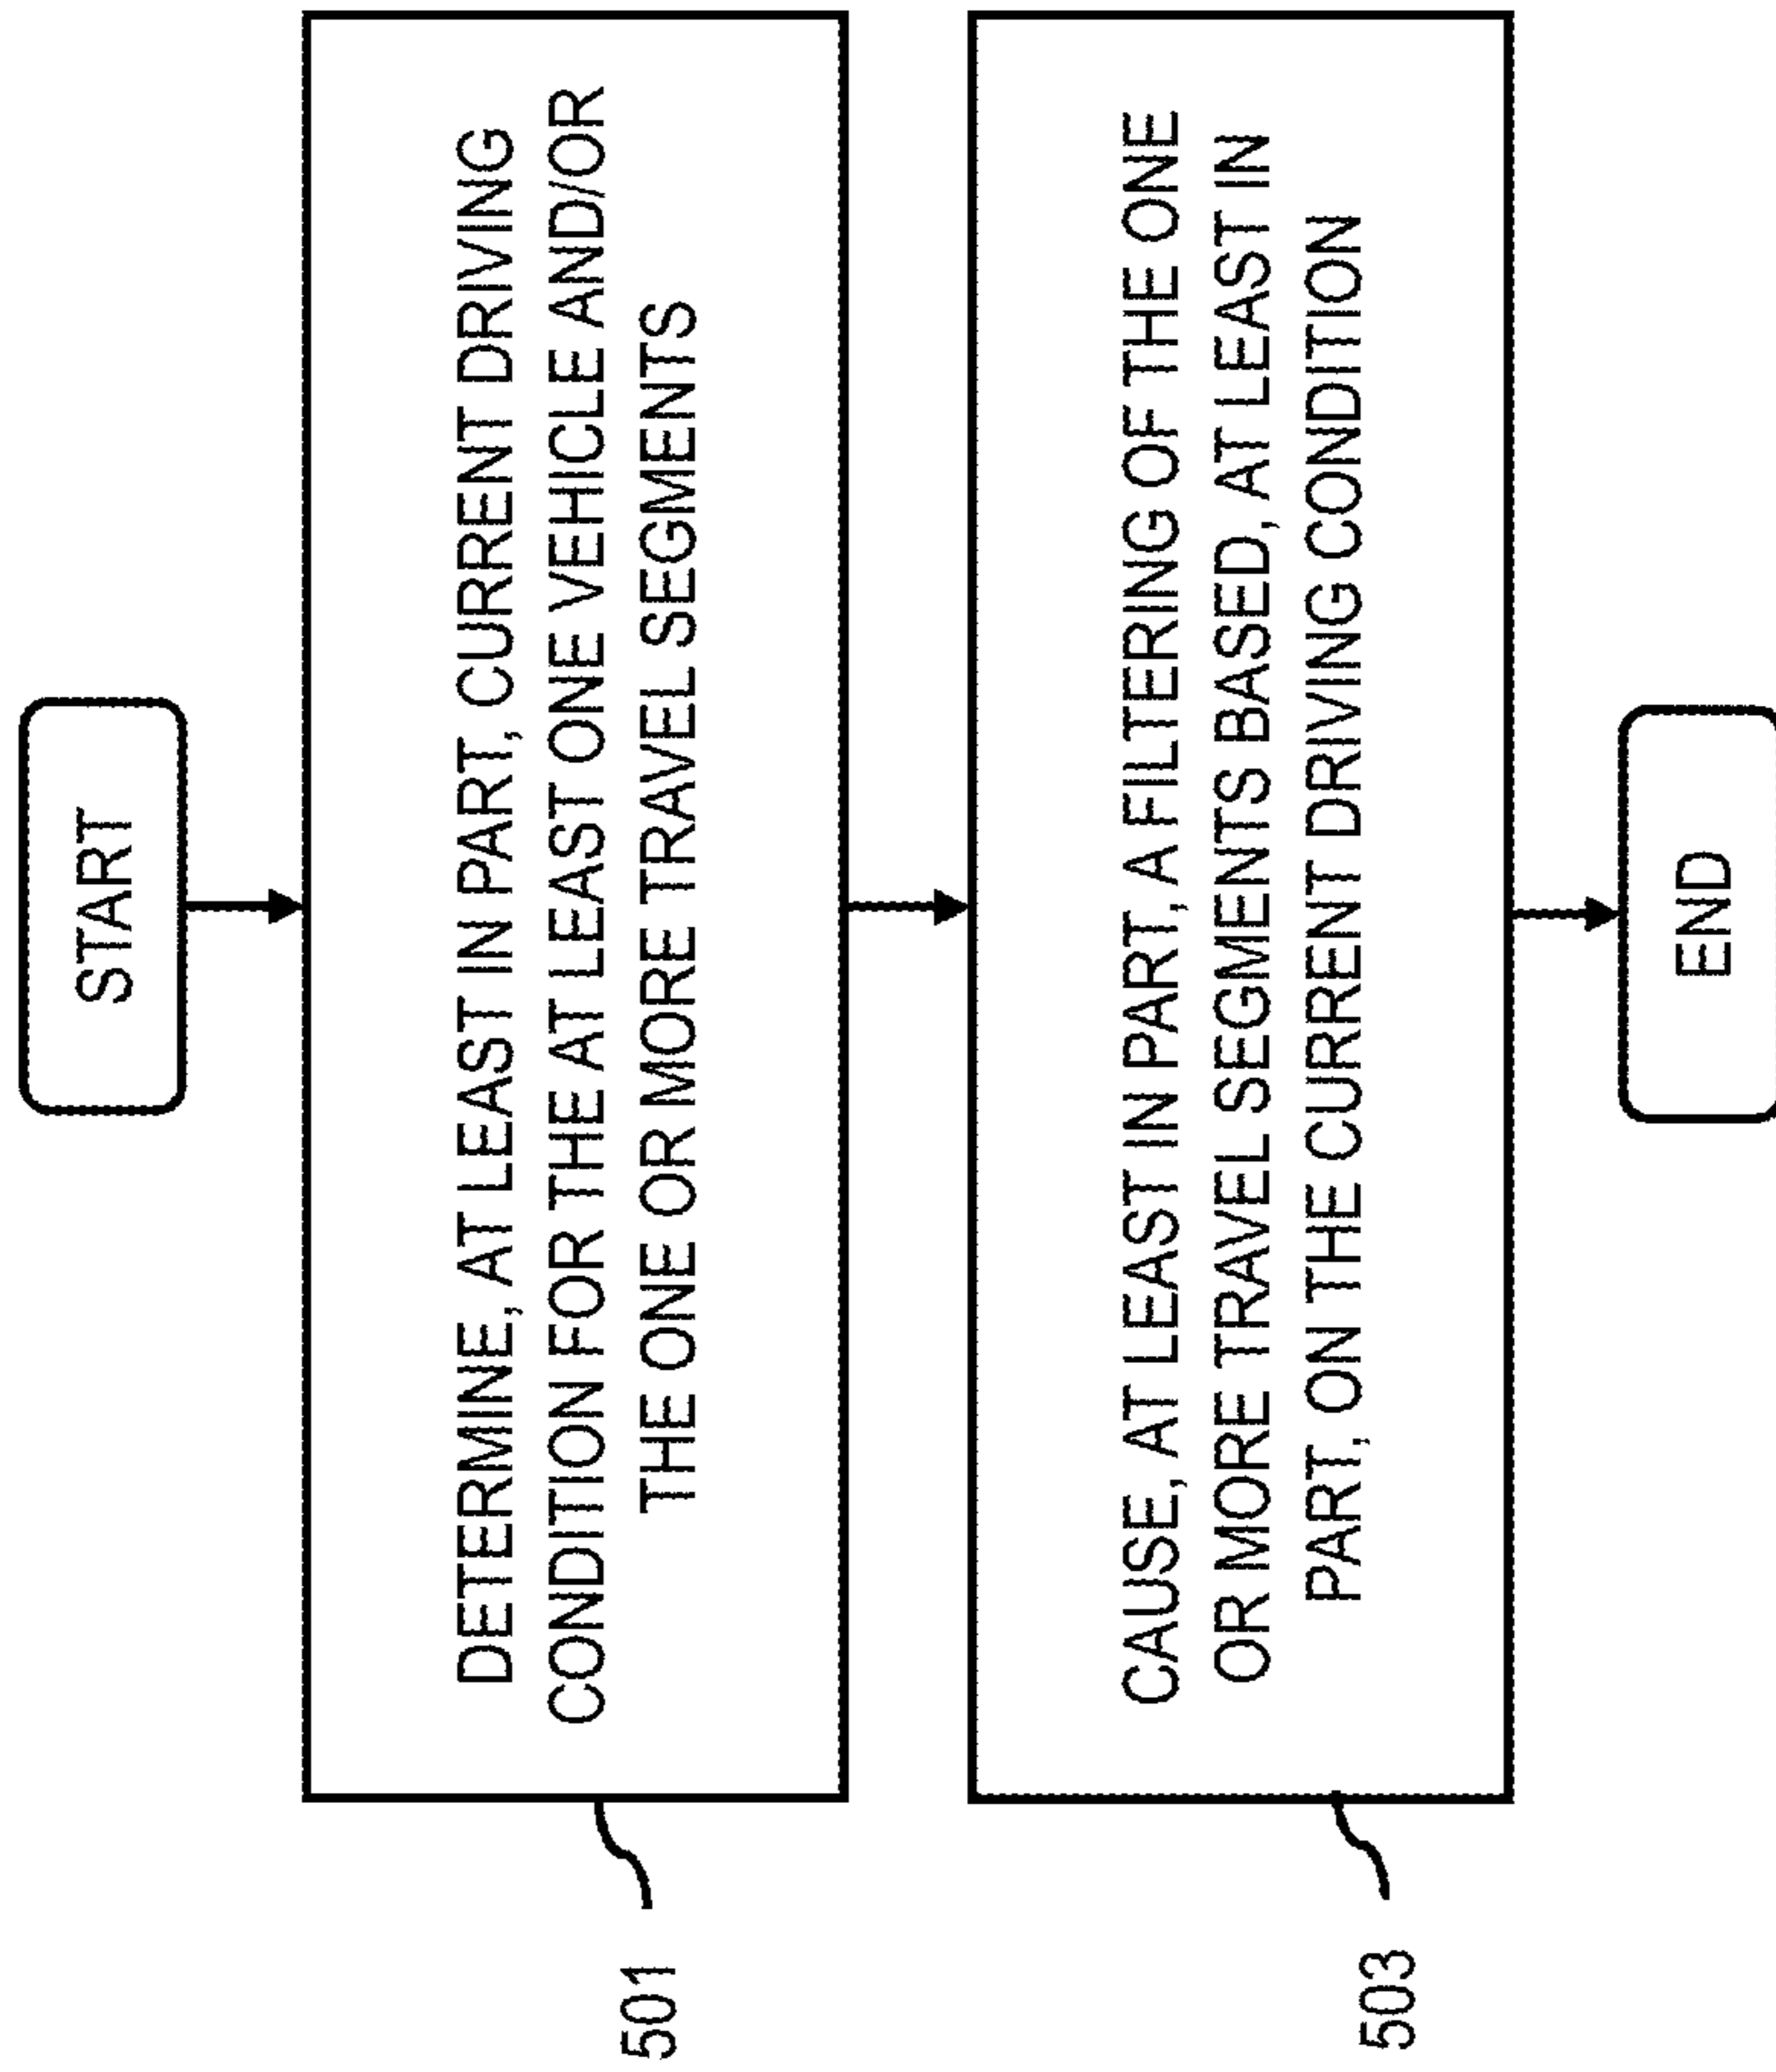 START
DETERMINE, AT LEAST IN PART, CURRENT DRIVING
CONDITION FOR THE AT LEAST ONE VEHICLE AND/OR
THE ONE OR MORE TRAVEL SEGMENTS
501
CAUSE, AT LEAST IN PART, A FILTERING OF THE ONE
OR MORE TRAVEL SEGMENTS BASED, AT LEAST IN
PART, ON THE CURRENT DRIVING CONDITION
503
END